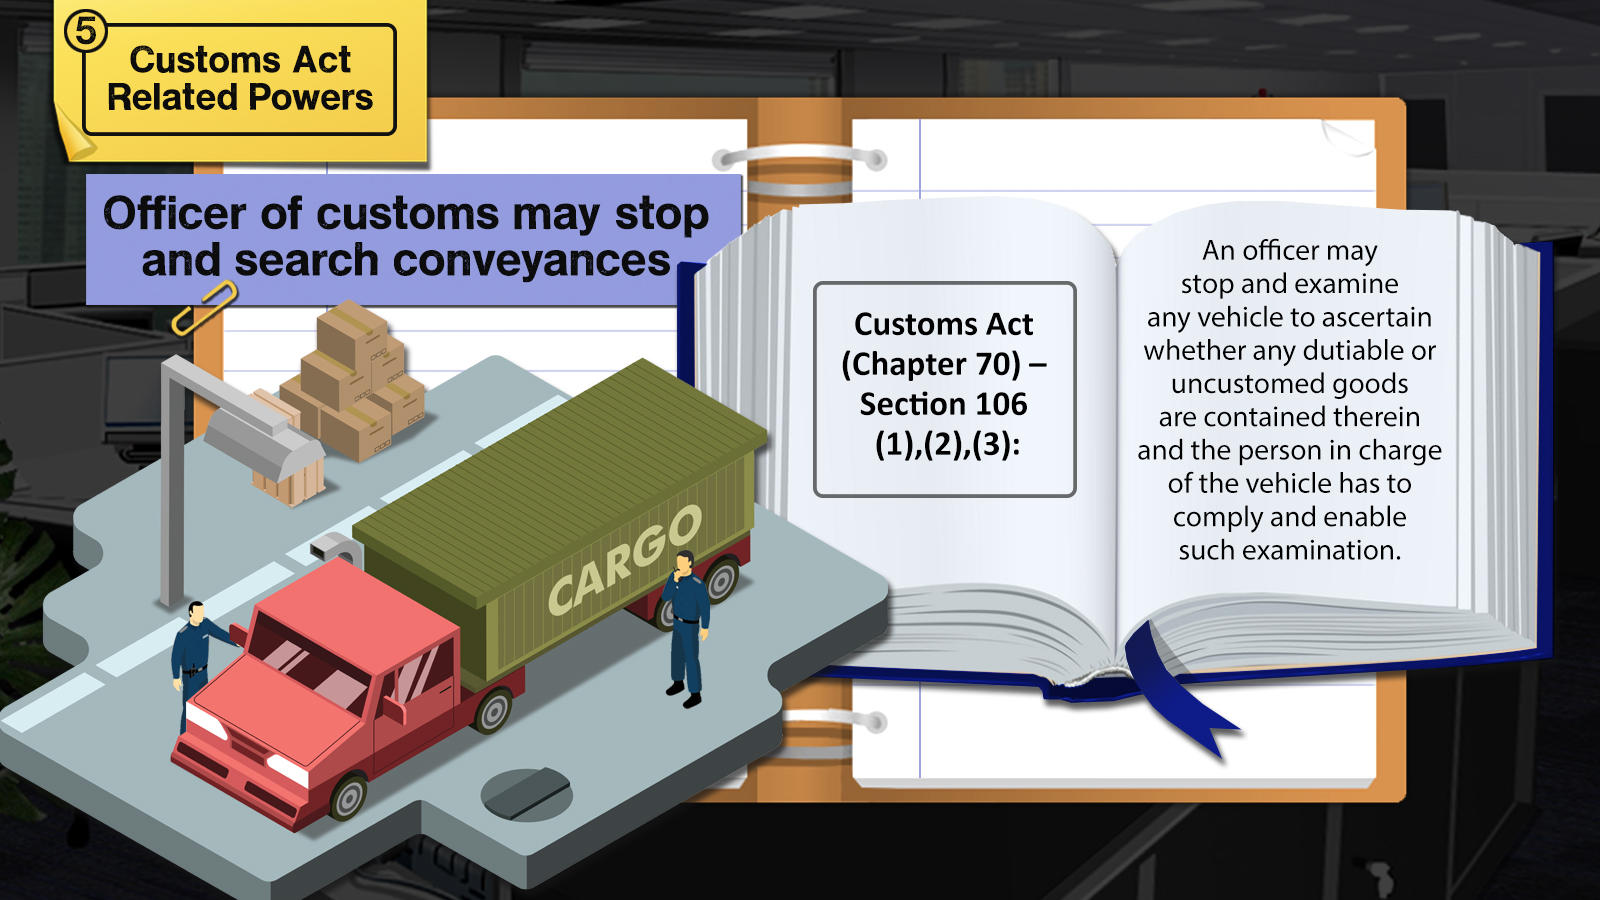 5
Customs Act
Related Powers
Officer of customs may stop
and search conveyances
CARGO
Customs Act
(Chapter 70) –
Section 106
(1),(2),(3):
An officer may
stop and examine
any vehicle to ascertain
whether any dutiable or
uncustomed goods
are contained therein
and the person in charge
of the vehicle has to
comply and enable
such examination.